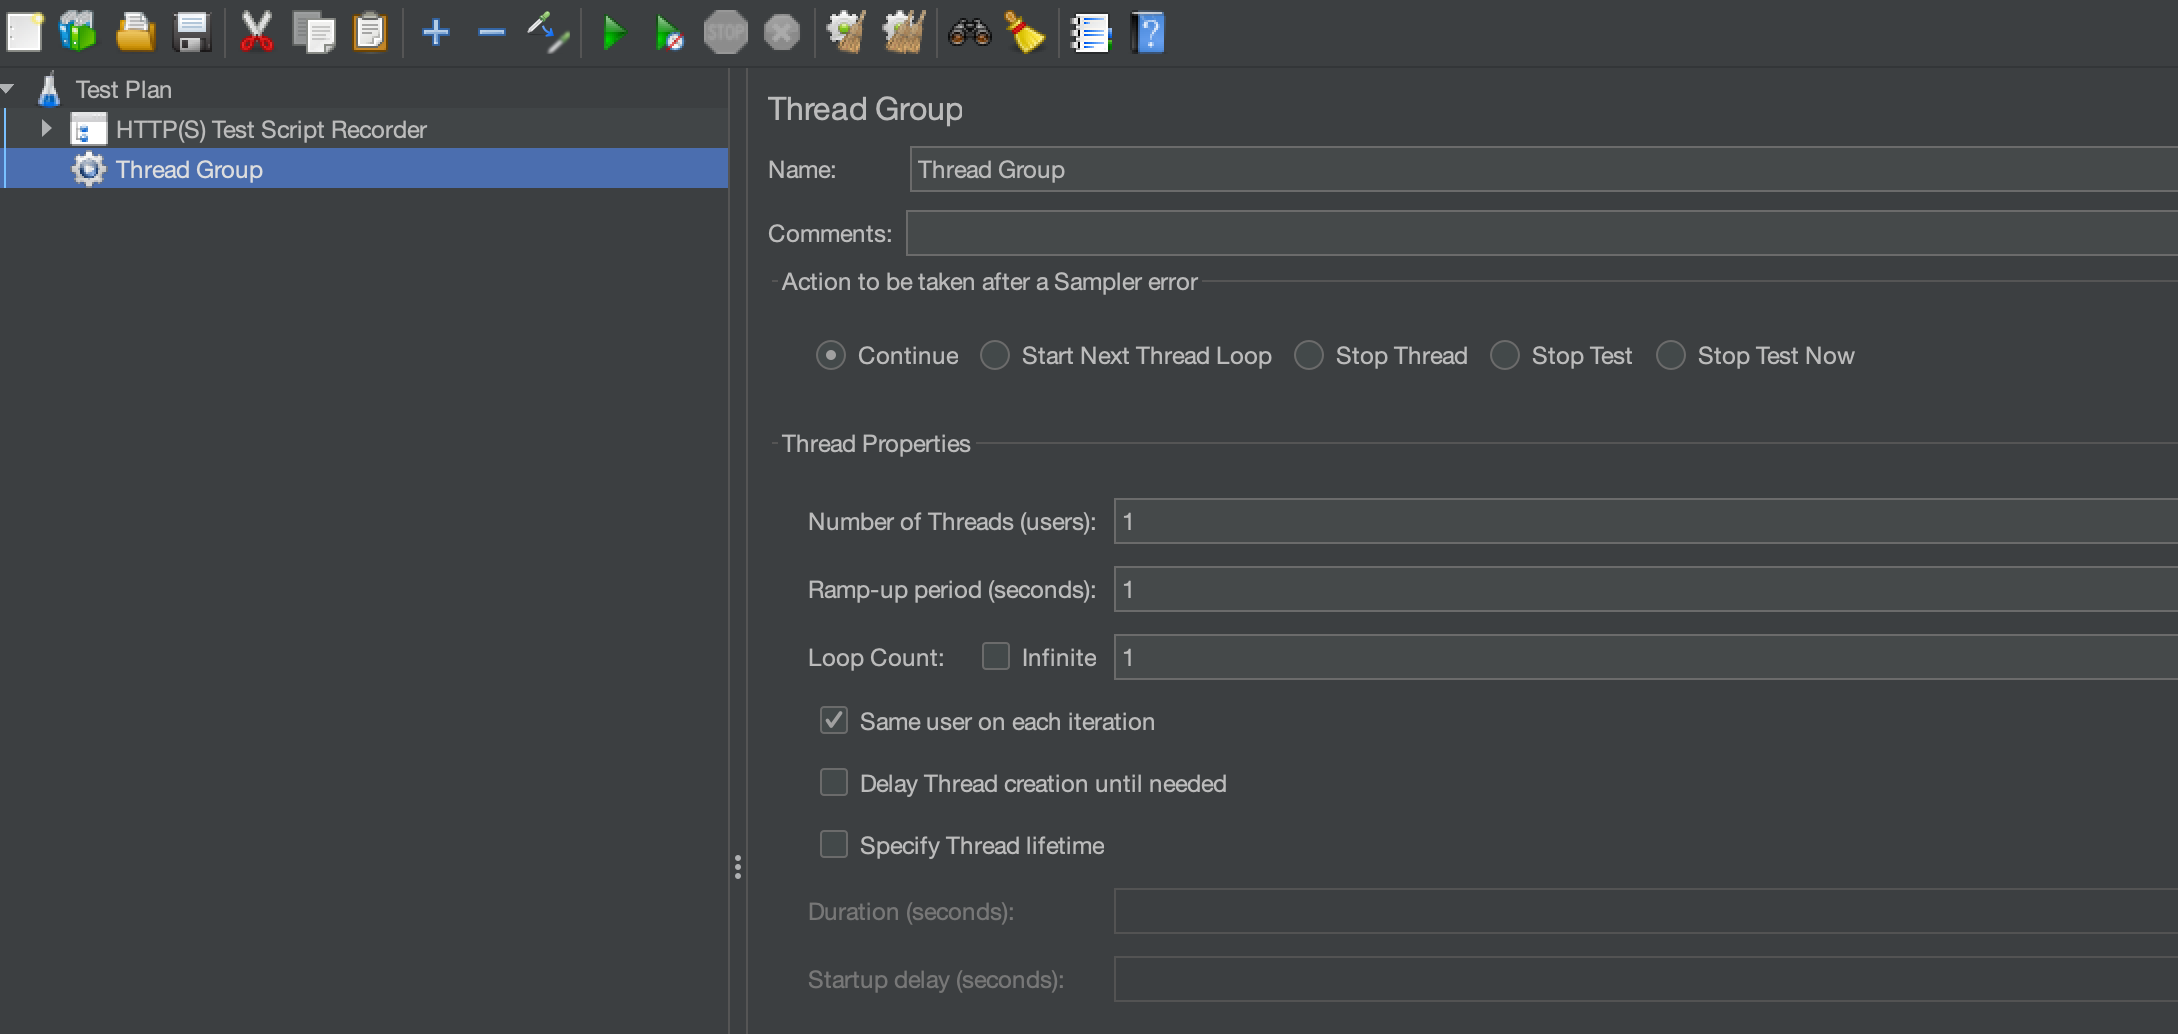 STOP
Test Plan
HTTP(S) Test Script Recorder
Thread Group
Thread Group
Name: Thread Group
Comments:
Action to be taken after a Sampler error
Continue Start Next Thread Loop Stop Thread Stop Test Stop Test Now
Thread Properties
Number of Threads (users): 1
Ramp-up period (seconds): 1
Loop Count: Infinite 1
Same user on each iteration
Delay Thread creation until needed
Specify Thread lifetime
Duration (seconds):
Startup delay (seconds):